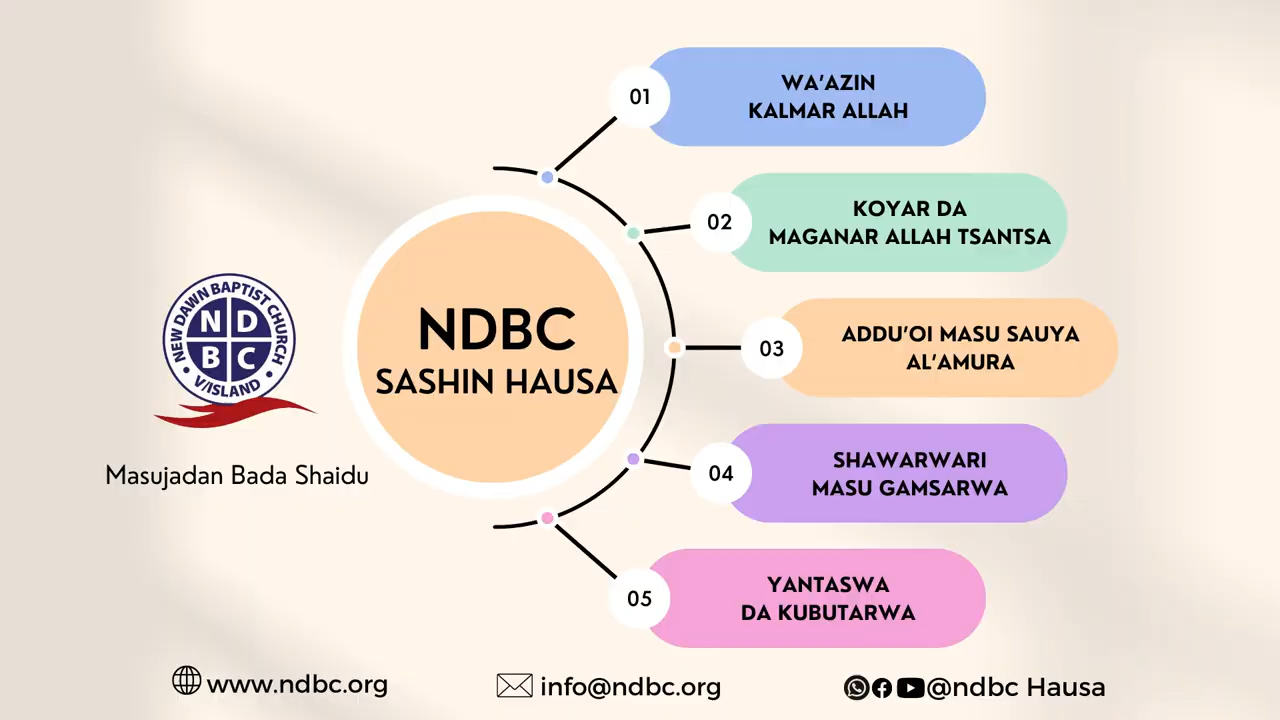 NEW DAWN BAPTIST CHURCH
N D
B C
• V/ISLAND •
Masujadan Bada Shaidu
NDBC
SASHIN HAUSA
01
WA’AZIN
KALMAR ALLAH
02
KOYAR DA
MAGANAR ALLAH TSANTSA
03
ADDU’OI MASU SAUYA
AL’AMURA
04
SHAWARWARI
MASU GAMSARWA
05
YANTASWA
DA KUBUTARWA
www.ndbc.org
info@ndbc.org
@ndbc Hausa